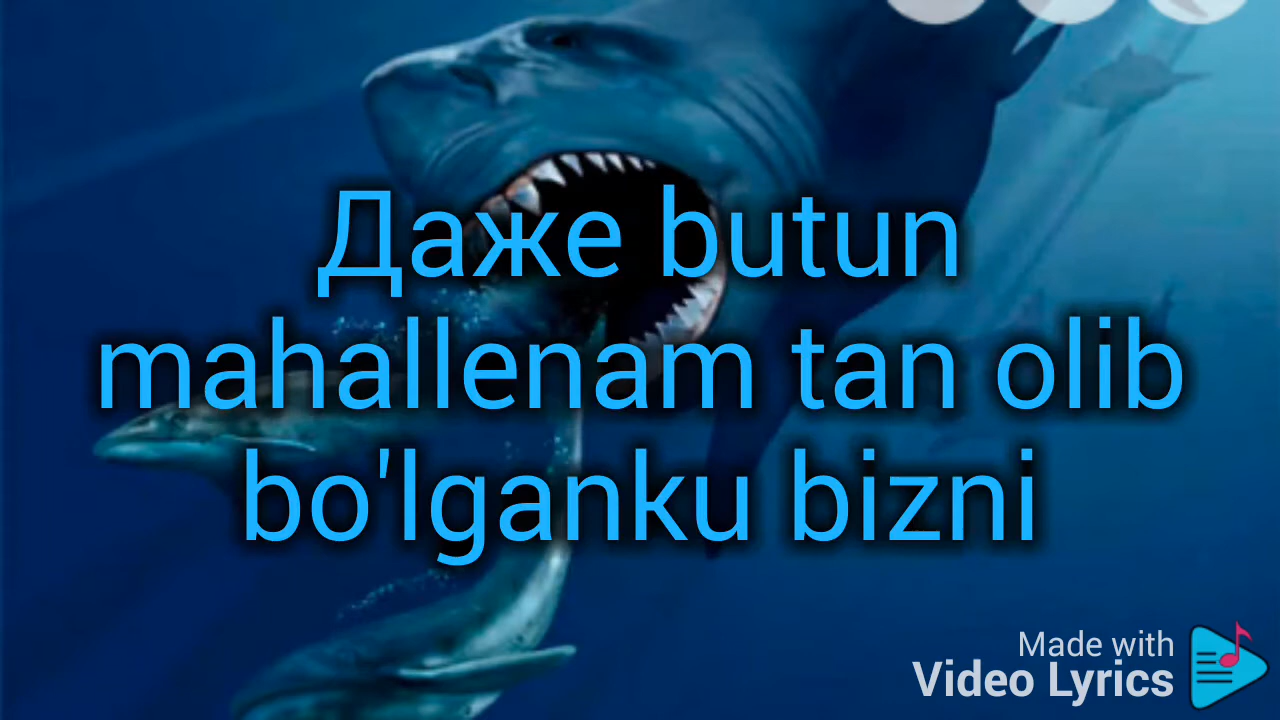 Даже butun
mahallenam tan olib
bo'lganku bizni
Made with
Video Lyrics